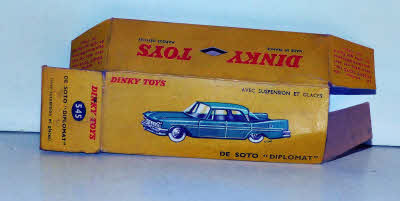 DINKY
TOYS
MADE IN FRANCE
DINKY TOYS
AVEC SUSPENSION ET GLACES
DE SOTO "DIPLOMAT"
DE SOTO "DIPLOMAT"
545
DINKY TOYS